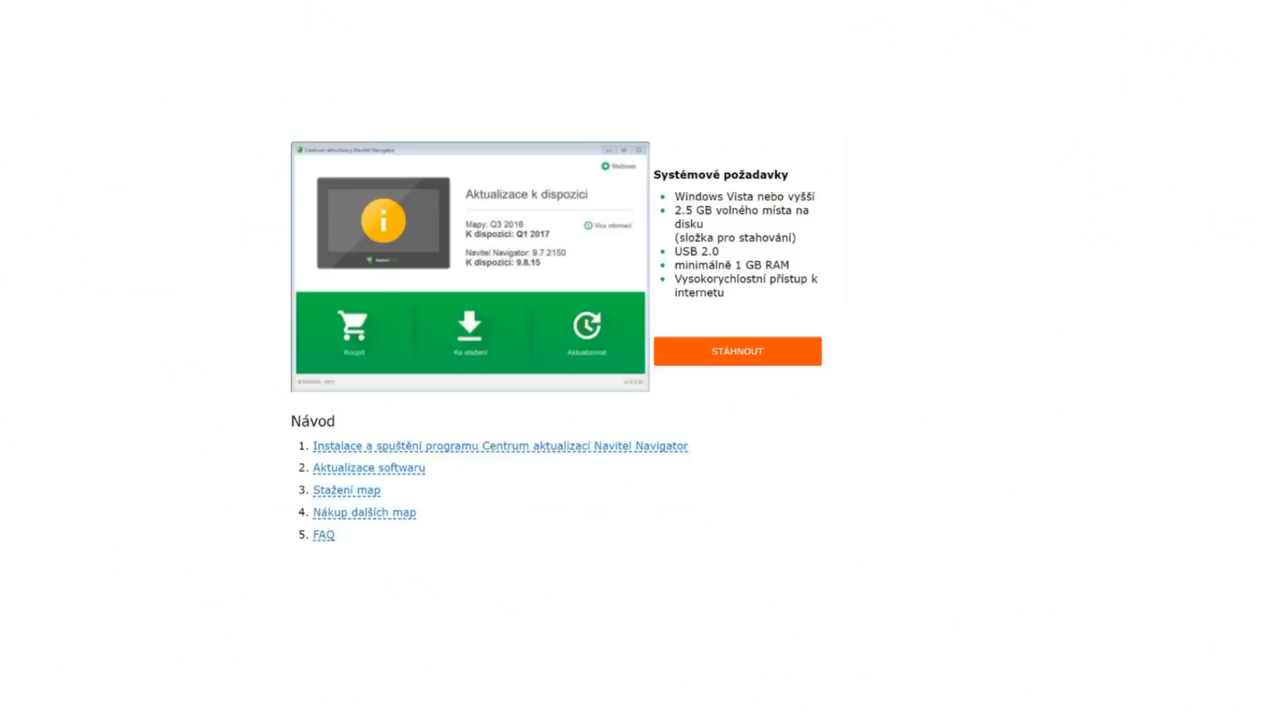 Centrum aktualizací Navitel Navigator
Možnosti
Aktualizace k dispozici
Mapy: Q3 2016
K dispozici: Q1 2017
Více informací
Navitel Navigator: 9.7.2150
K dispozici: 9.8.15
Koupit
Ke stažení
Aktualizovat
Systémové požadavky
Windows Vista nebo vyšší
2.5 GB volného místa na
disku
(složka pro stahování)
USB 2.0
minimálně 1 GB RAM
Vysokorychlostní přístup k
internetu
STÁHNOUT
Návod
1. Instalace a spuštění programu Centrum aktualizací Navitel Navigator
2. Aktualizace softwaru
3. Stažení map
4. Nákup dalších map
5. FAQ